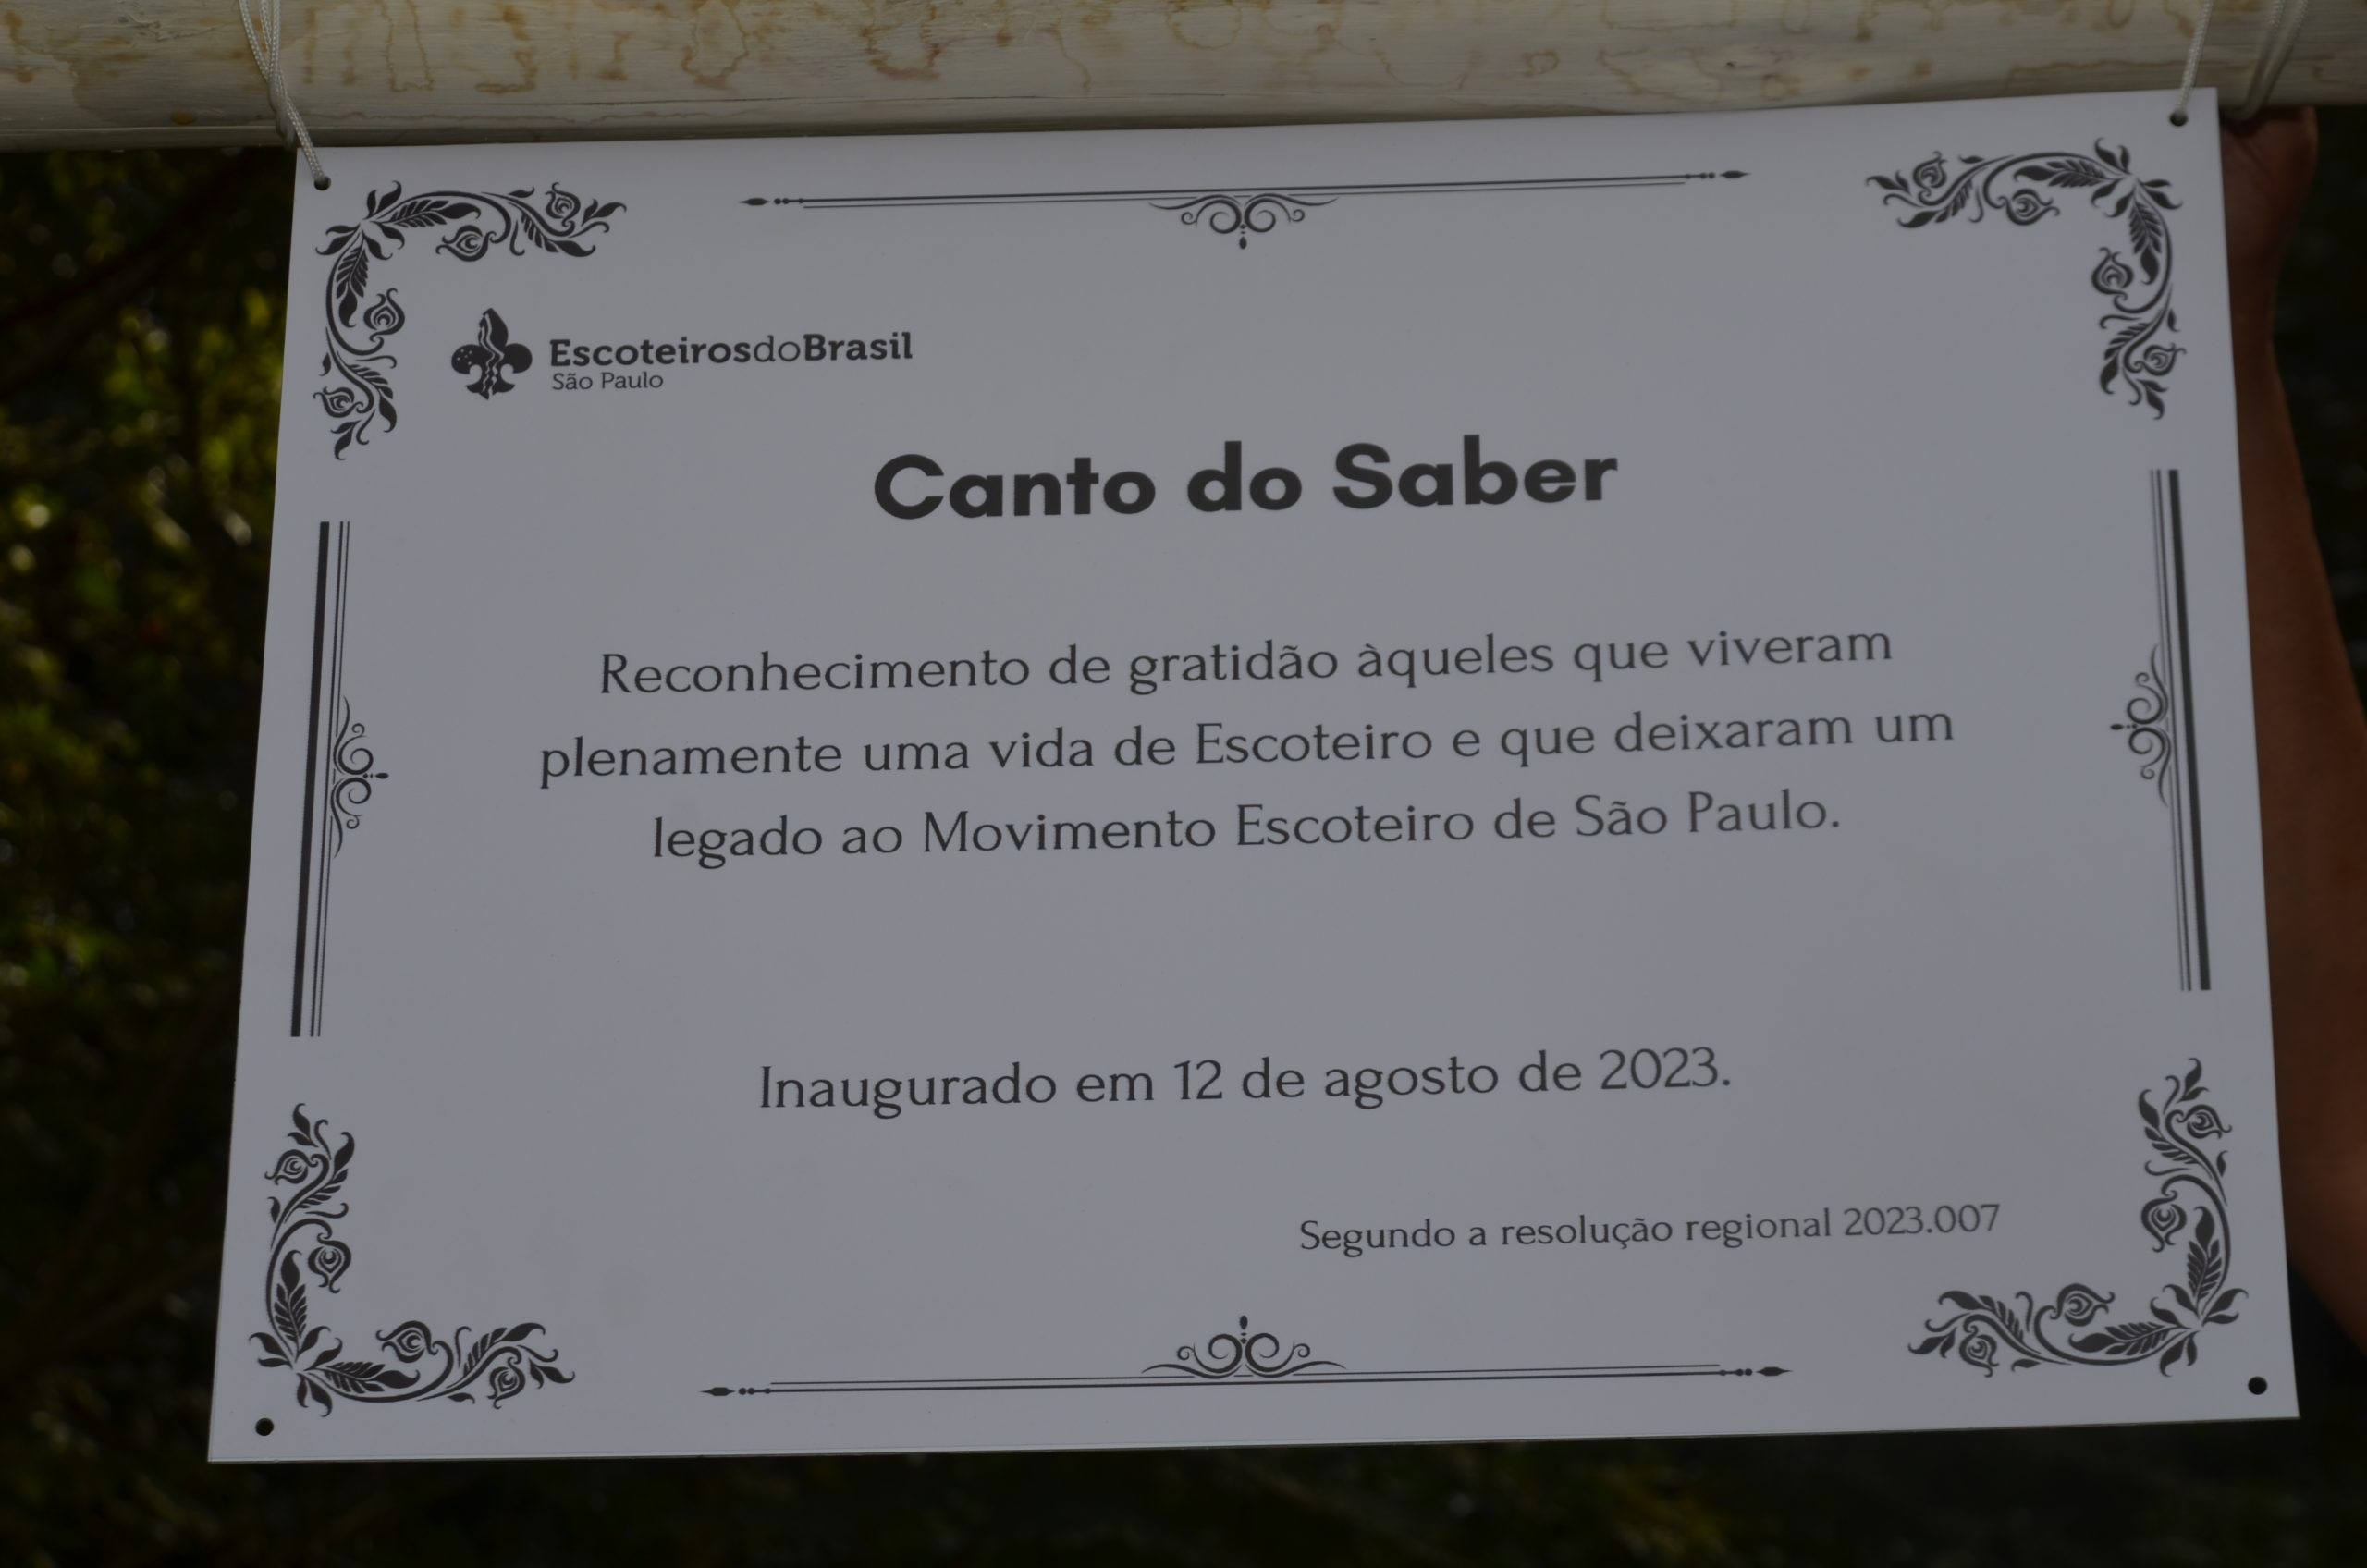 EscoteirosdoBrasil
São Paulo
Canto do Saber
Reconhecimento de gratidão àqueles que viveram
plenamente uma vida de Escoteiro e que deixaram um
legado ao Movimento Escoteiro de São Paulo.
Inaugurado em 12 de agosto de 2023.
Segundo a resolução regional 2023.007